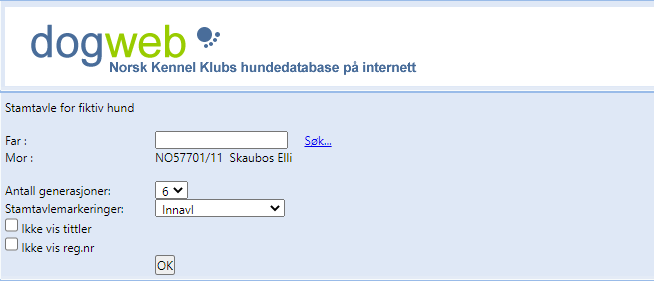 dogweb
Norsk Kennel Klubs hundedatabase på internett
Stamtavle for fiktiv hund
Far : Søk...
Mor : NO57701/11 Skaubos Elli
Antall generasjoner: 6
Stamtavlemarkeringer: Innavl
Ikke vis tittler
Ikke vis reg.nr
OK